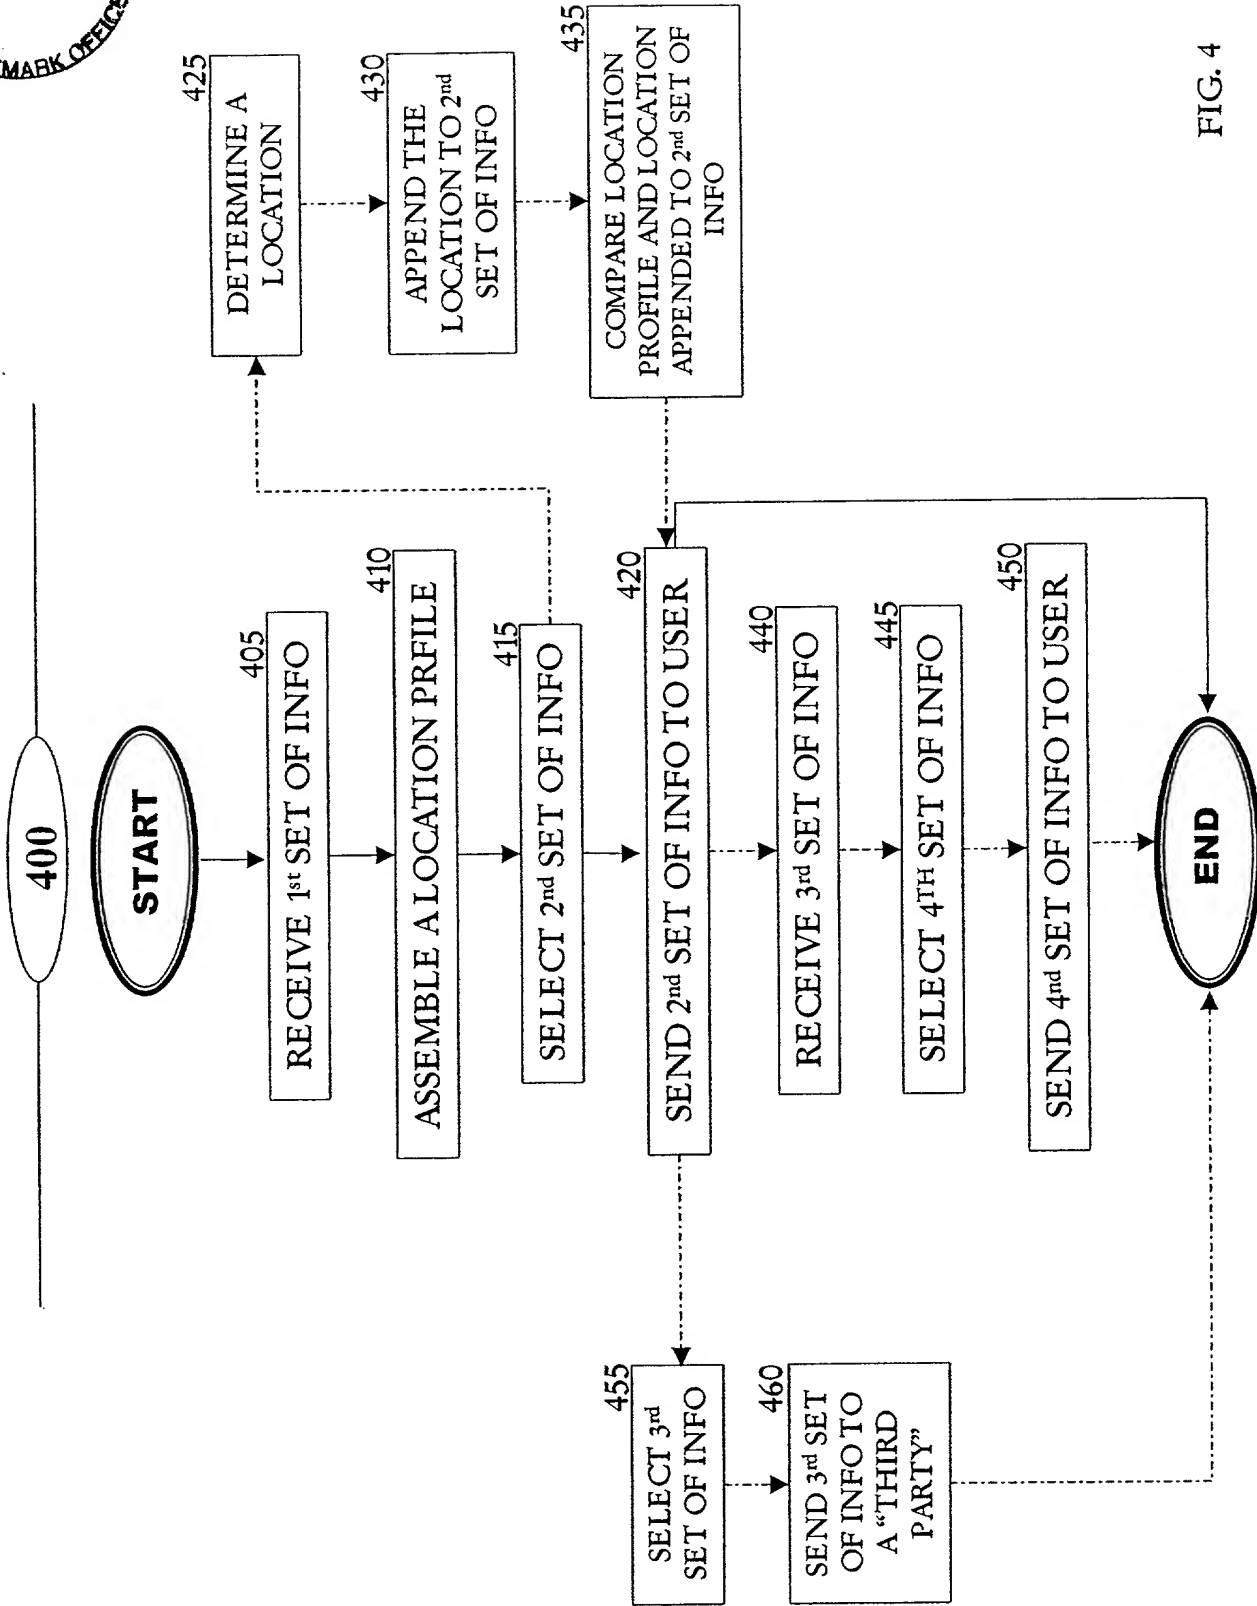 MARK OFFICE
400
START
405
RECEIVE 1st SET OF INFO
410
ASSEMBLE A LOCATION PRFILE
415
SELECT 2nd SET OF INFO
420
SEND 2nd SET OF INFO TO USER
425
DETERMINE A
LOCATION
430
APPEND THE
LOCATION TO 2nd
SET OF INFO
435
COMPARE LOCATION
PROFILE AND LOCATION
APPENDED TO 2nd SET OF
INFO
440
RECEIVE 3rd SET OF INFO
445
SELECT 4TH SET OF INFO
450
SEND 4nd SET OF INFO TO USER
455
SELECT 3rd
SET OF INFO
460
SEND 3rd SET
OF INFO TO
A “THIRD
PARTY”
END
FIG. 4